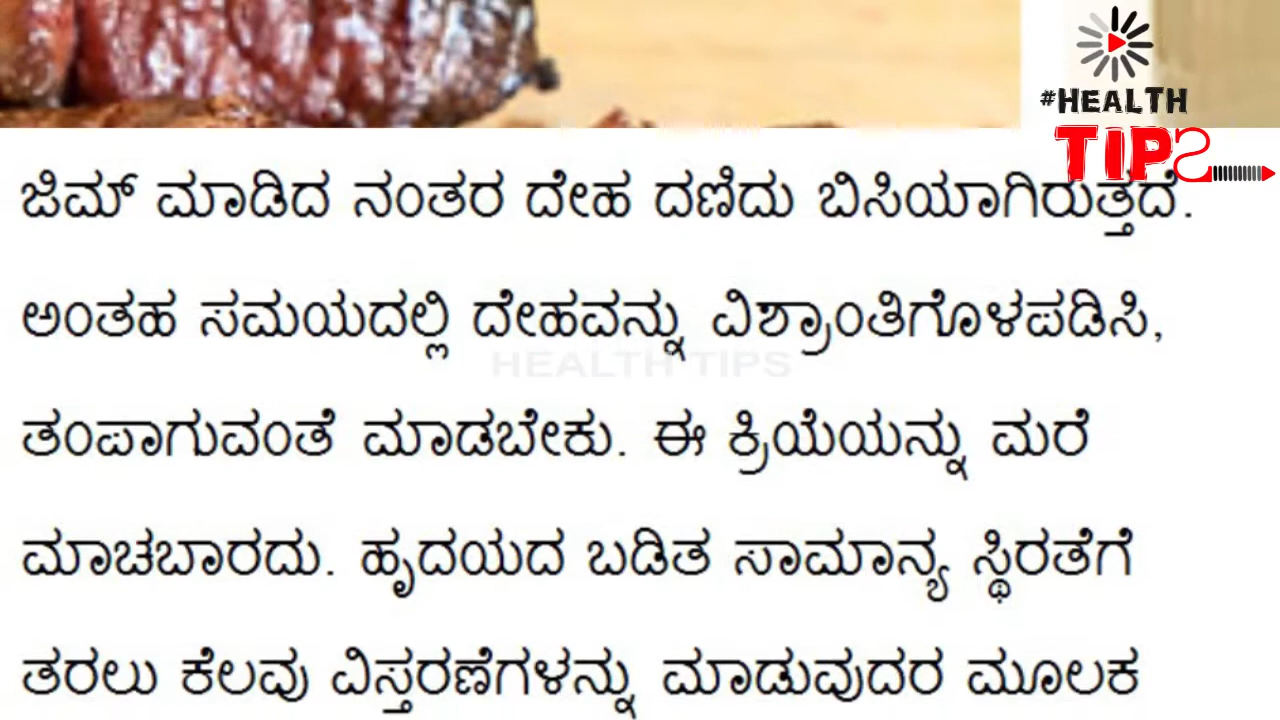 #HEALTH
TIPS
ಜಿಮ್ ಮಾಡಿದ ನಂತರ ದೇಹ ದಣಿದು ಬಿಸಿಯಾಗಿರುತ್ತದೆ.
ಅಂತಹ ಸಮಯದಲ್ಲಿ ದೇಹವನ್ನು ವಿಶ್ರಾಂತಿಗೊಳಪಡಿಸಿ,
HEALTH TIPS
ತಂಪಾಗುವಂತೆ ಮಾಡಬೇಕು. ಈ ಕ್ರಿಯೆಯನ್ನು ಮರೆ
ಮಾಚಬಾರದು. ಹೃದಯದ ಬಡಿತ ಸಾಮಾನ್ಯ ಸ್ಥಿರತೆಗೆ
ತರಲು ಕೆಲವು ವಿಸ್ತರಣೆಗಳನ್ನು ಮಾಡುವುದರ ಮೂಲಕ